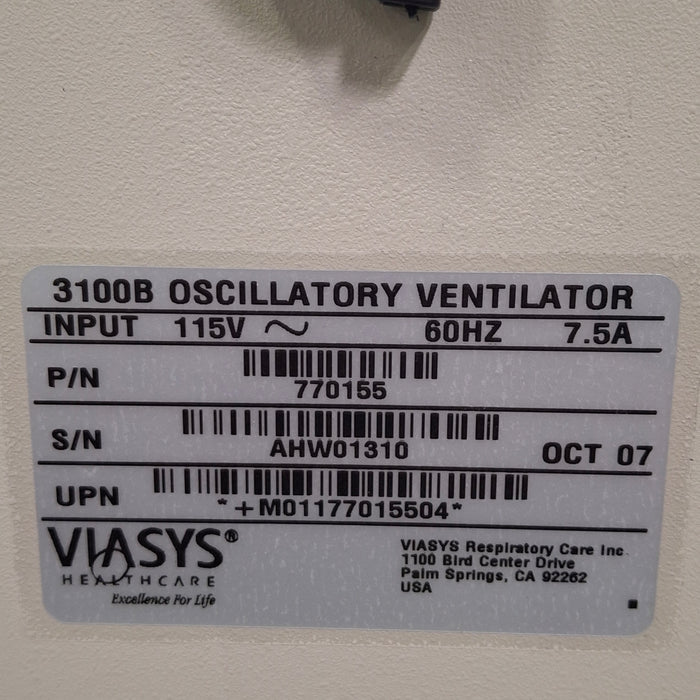 3100B OSCILLATORY VENTILATOR
INPUT 115V ~ 60HZ 7.5A
P/N
770155
S/N
AHW01310 OCT 07
UPN
*+M01177015504*
VIASYS®
HEALTHCARE
Excellence For Life
VIASYS Respiratory Care Inc.
1100 Bird Center Drive
Palm Springs, CA 92262
USA